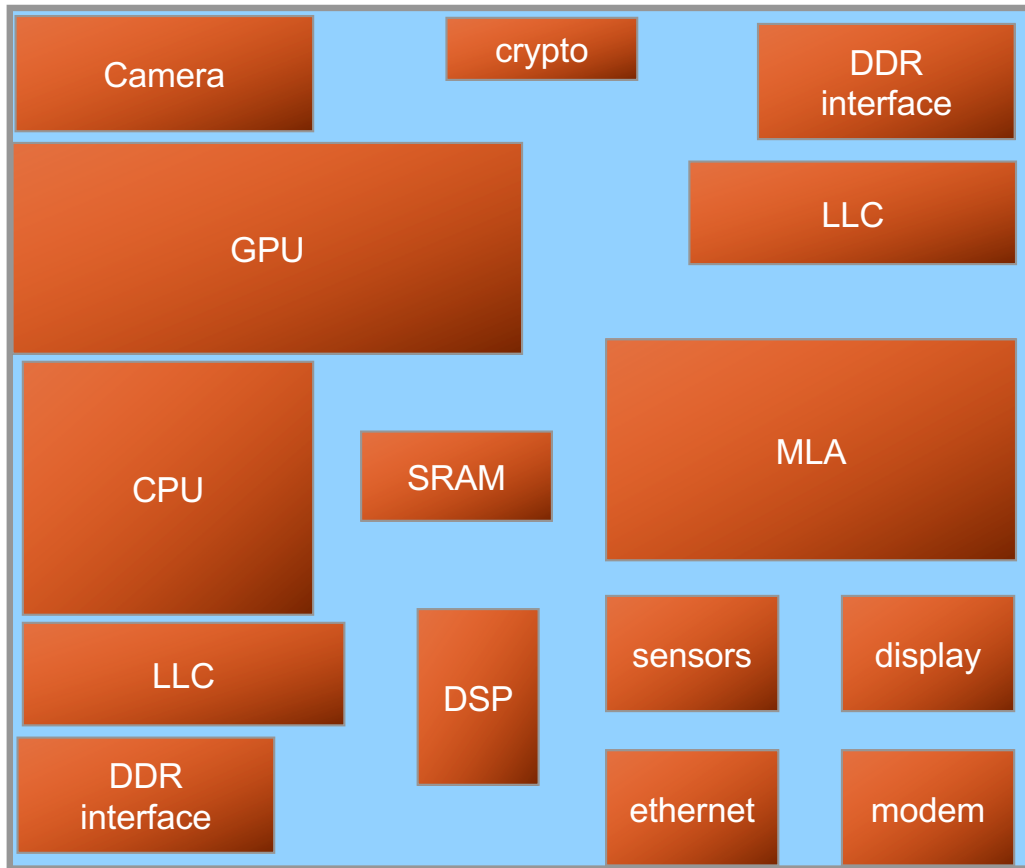 Camera
crypto
DDR
interface
LLC
GPU
CPU
SRAM
MLA
LLC
DSP
sensors
display
DDR
interface
ethernet
modem